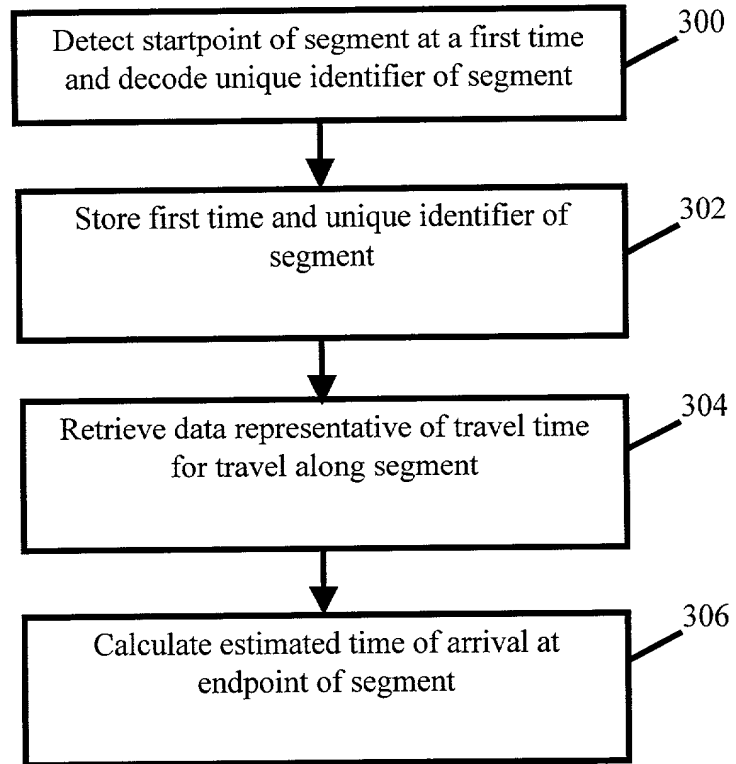 Detect startpoint of segment at a first time
and decode unique identifier of segment
300
Store first time and unique identifier of
segment
302
Retrieve data representative of travel time
for travel along segment
304
Calculate estimated time of arrival at
endpoint of segment
306